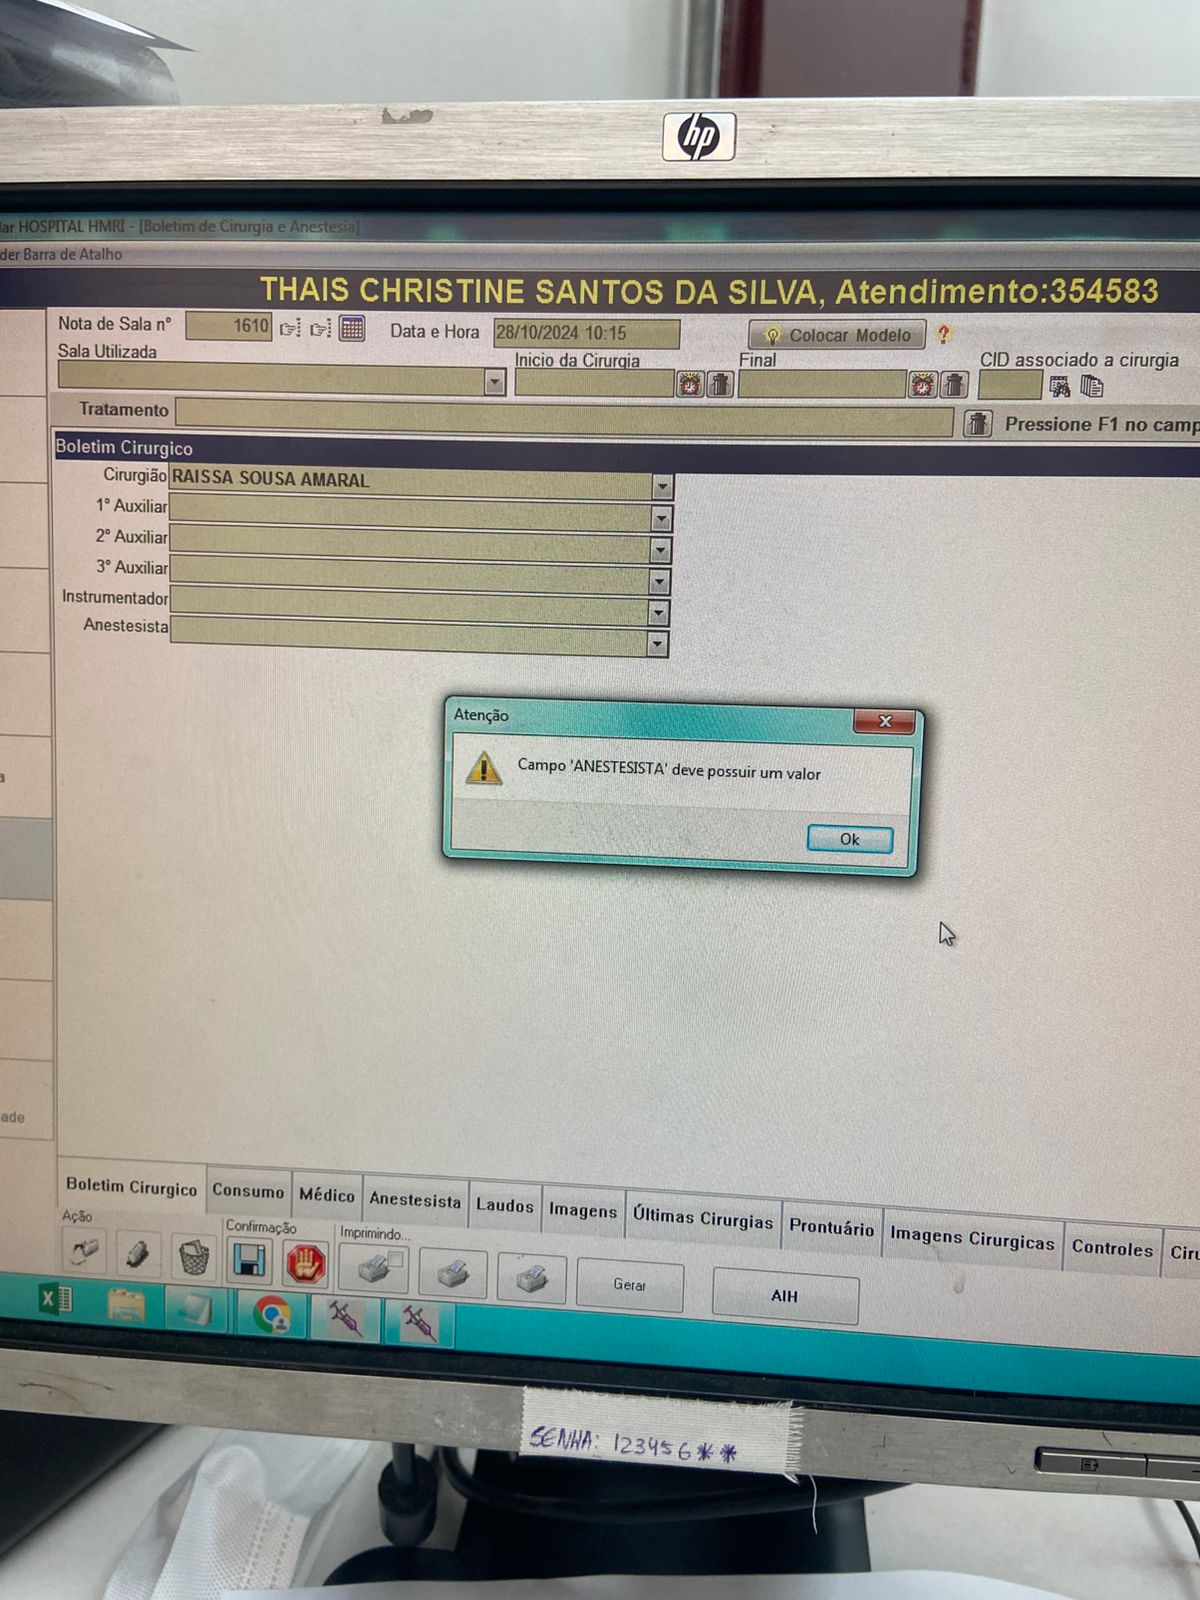 hp
HOSPITAL HMRI - [Boletim de Cirurgia e Anestesia]
der Barra de Atalho
THAIS CHRISTINE SANTOS DA SILVA, Atendimento:354583
Nota de Sala nº 1610 Data e Hora 28/10/2024 10:15 Colocar Modelo ?
Sala Utilizada Inicio da Cirurgia Final CID associado a cirurgia
Tratamento Pressione F1 no camp
Boletim Cirurgico
Cirurgião RAISSA SOUSA AMARAL
1º Auxiliar
2º Auxiliar
3º Auxiliar
Instrumentador
Anestesista
Atenção
Campo 'ANESTESISTA' deve possuir um valor
Ok
ade
Boletim Cirurgico Consumo Médico Anestesista Laudos Imagens Últimas Cirurgias Prontuário Imagens Cirurgicas Controles Ciru
Ação Confirmação Imprimindo...
Gerar AIH
SENHA: 123456**